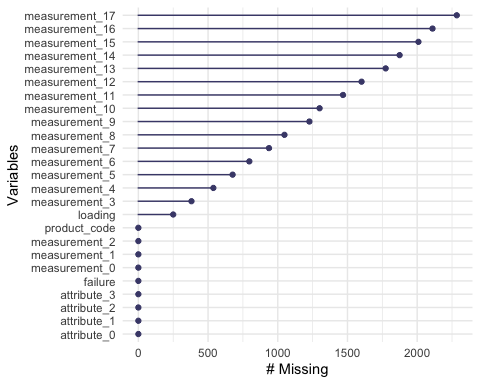 measurement_17
measurement_16
measurement_15
measurement_14
measurement_13
measurement_12
measurement_11
measurement_10
measurement_9
measurement_8
measurement_7
measurement_6
measurement_5
measurement_4
measurement_3
loading
product_code
measurement_2
measurement_1
measurement_0
failure
attribute_3
attribute_2
attribute_1
attribute_0
Variables
0 500 1000 1500 2000
# Missing